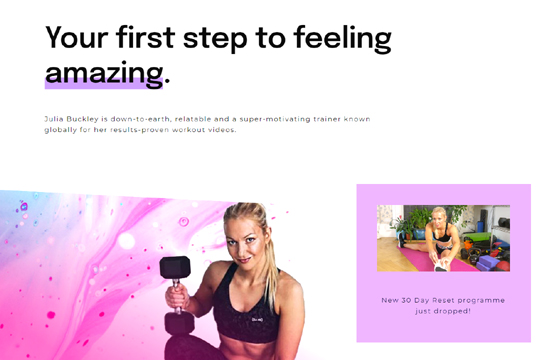 Your first step to feeling
amazing.
Julia Buckley is down-to-earth, relatable and a super-motivating trainer known
globally for her results-proven workout videos.
New 30 Day Reset programme
just dropped!